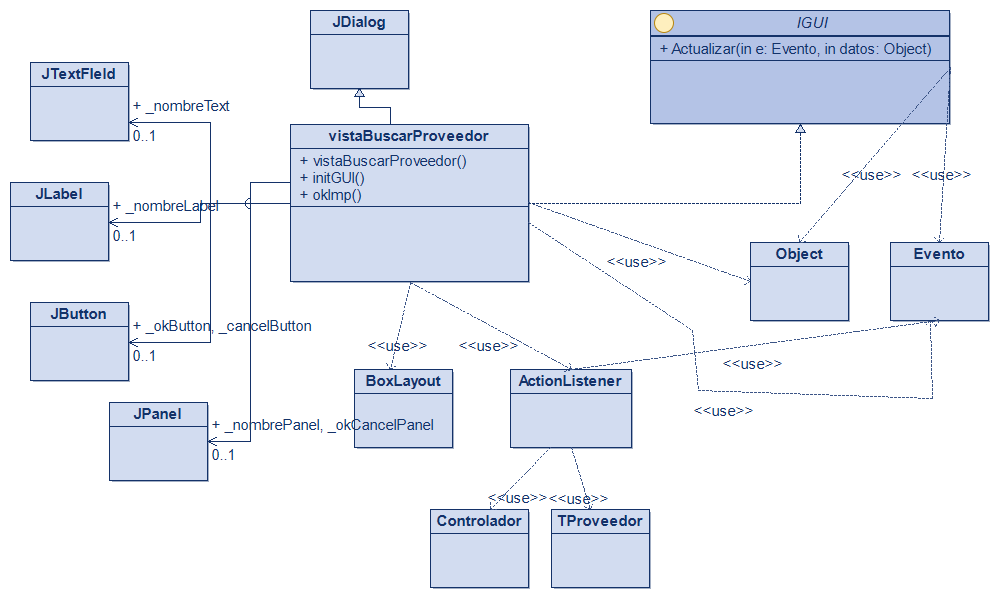 JDialog
IGUI
+ Actualizar(in e: Evento, in datos: Object)
JTextFIeld
+ _nombreText
0..1
vistaBuscarProveedor
+ vistaBuscarProveedor()
+ initGUI()
+ okImp()
JLabel
+ _nombreLabel
0..1
<<use>>
<<use>>
<<use>>
Object
Evento
JButton
+ _okButton, _cancelButton
0..1
<<use>>
<<use>>
<<use>>
BoxLayout
ActionListener
<<use>>
JPanel
+ _nombrePanel, _okCancelPanel
0..1
<<use>>
<<use>>
Controlador
TProveedor